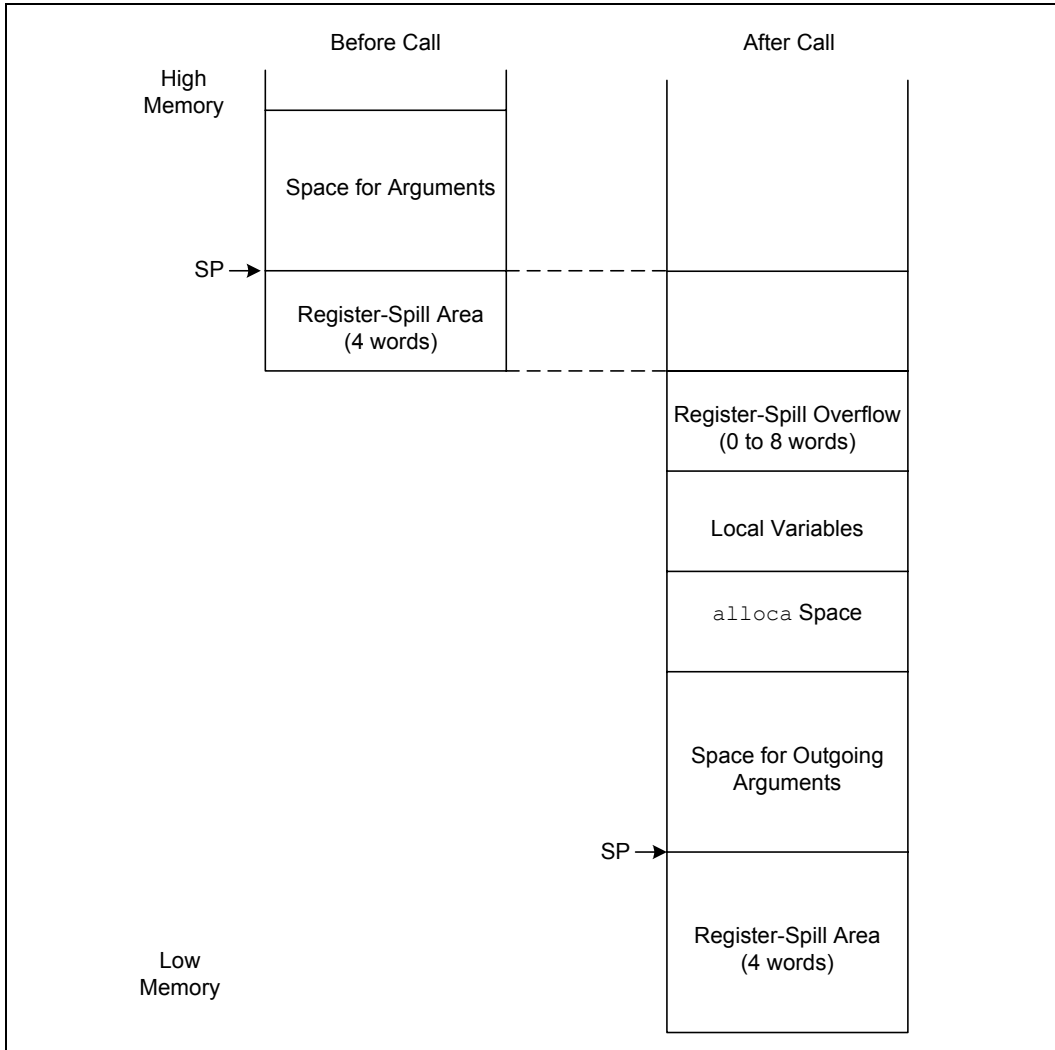 Before Call
After Call
High
Memory
Space for Arguments
SP
Register-Spill Area
(4 words)
Register-Spill Overflow
(0 to 8 words)
Local Variables
alloca Space
Space for Outgoing
Arguments
SP
Register-Spill Area
(4 words)
Low
Memory